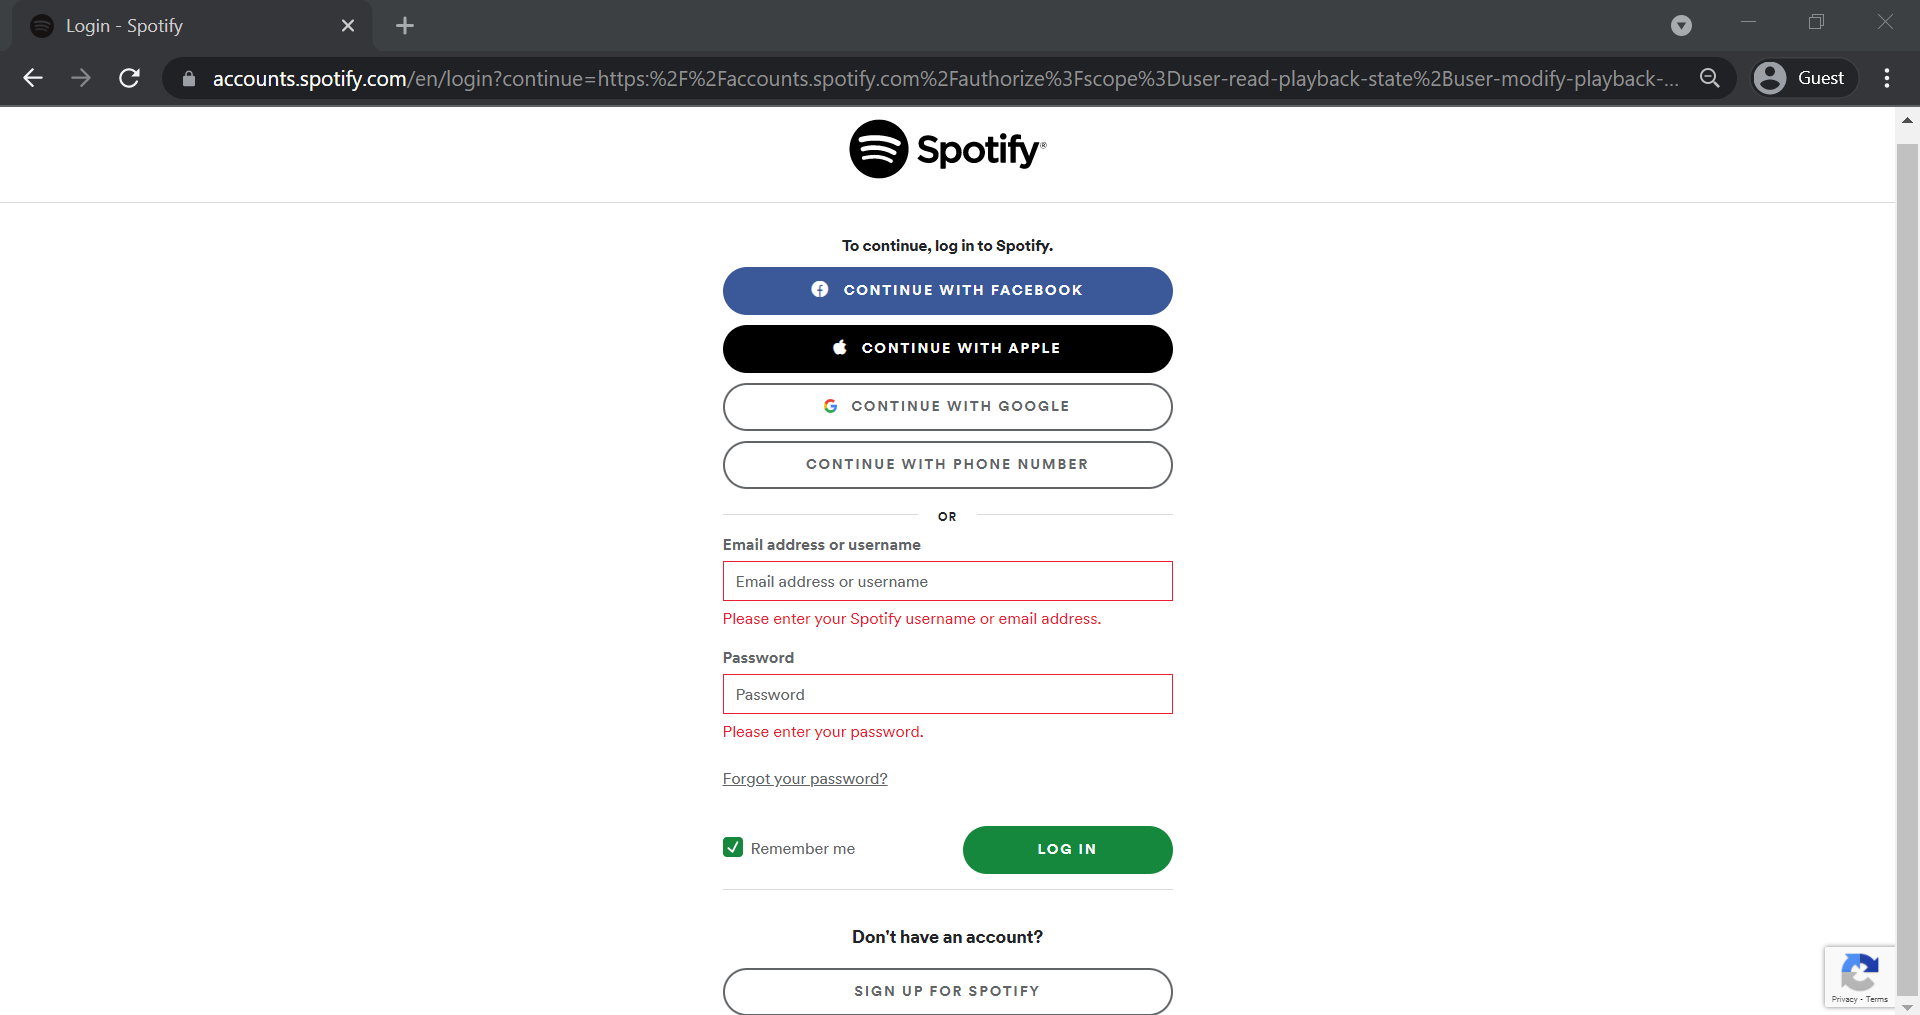 Login - Spotify
accounts.spotify.com/en/login?continue=https:%2F%2Faccounts.spotify.com%2Fauthorize%3Fscope%3Duser-read-playback-state%2Buser-modify-playback-...
Guest
Spotify®
To continue, log in to Spotify.
CONTINUE WITH FACEBOOK
CONTINUE WITH APPLE
CONTINUE WITH GOOGLE
CONTINUE WITH PHONE NUMBER
OR
Email address or username
Email address or username
Please enter your Spotify username or email address.
Password
Password
Please enter your password.
Forgot your password?
Remember me
LOG IN
Don't have an account?
SIGN UP FOR SPOTIFY
Privacy - Terms